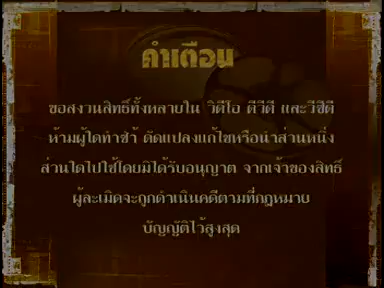 คำเตือน
ขอสงวนสิทธิ์ทั้งหลายใน วิดีโอ ดีวีดี และวีซีดี
ห้ามผู้ใดทำซ้ำ ดัดแปลงแก้ไขหรือนำส่วนหนึ่ง
ส่วนใดไปใช้โดยมิได้รับอนุญาต จากเจ้าของสิทธิ์
ผู้ละเมิดจะถูกดำเนินคดีตามที่กฎหมาย
บัญญัติไว้สูงสุด